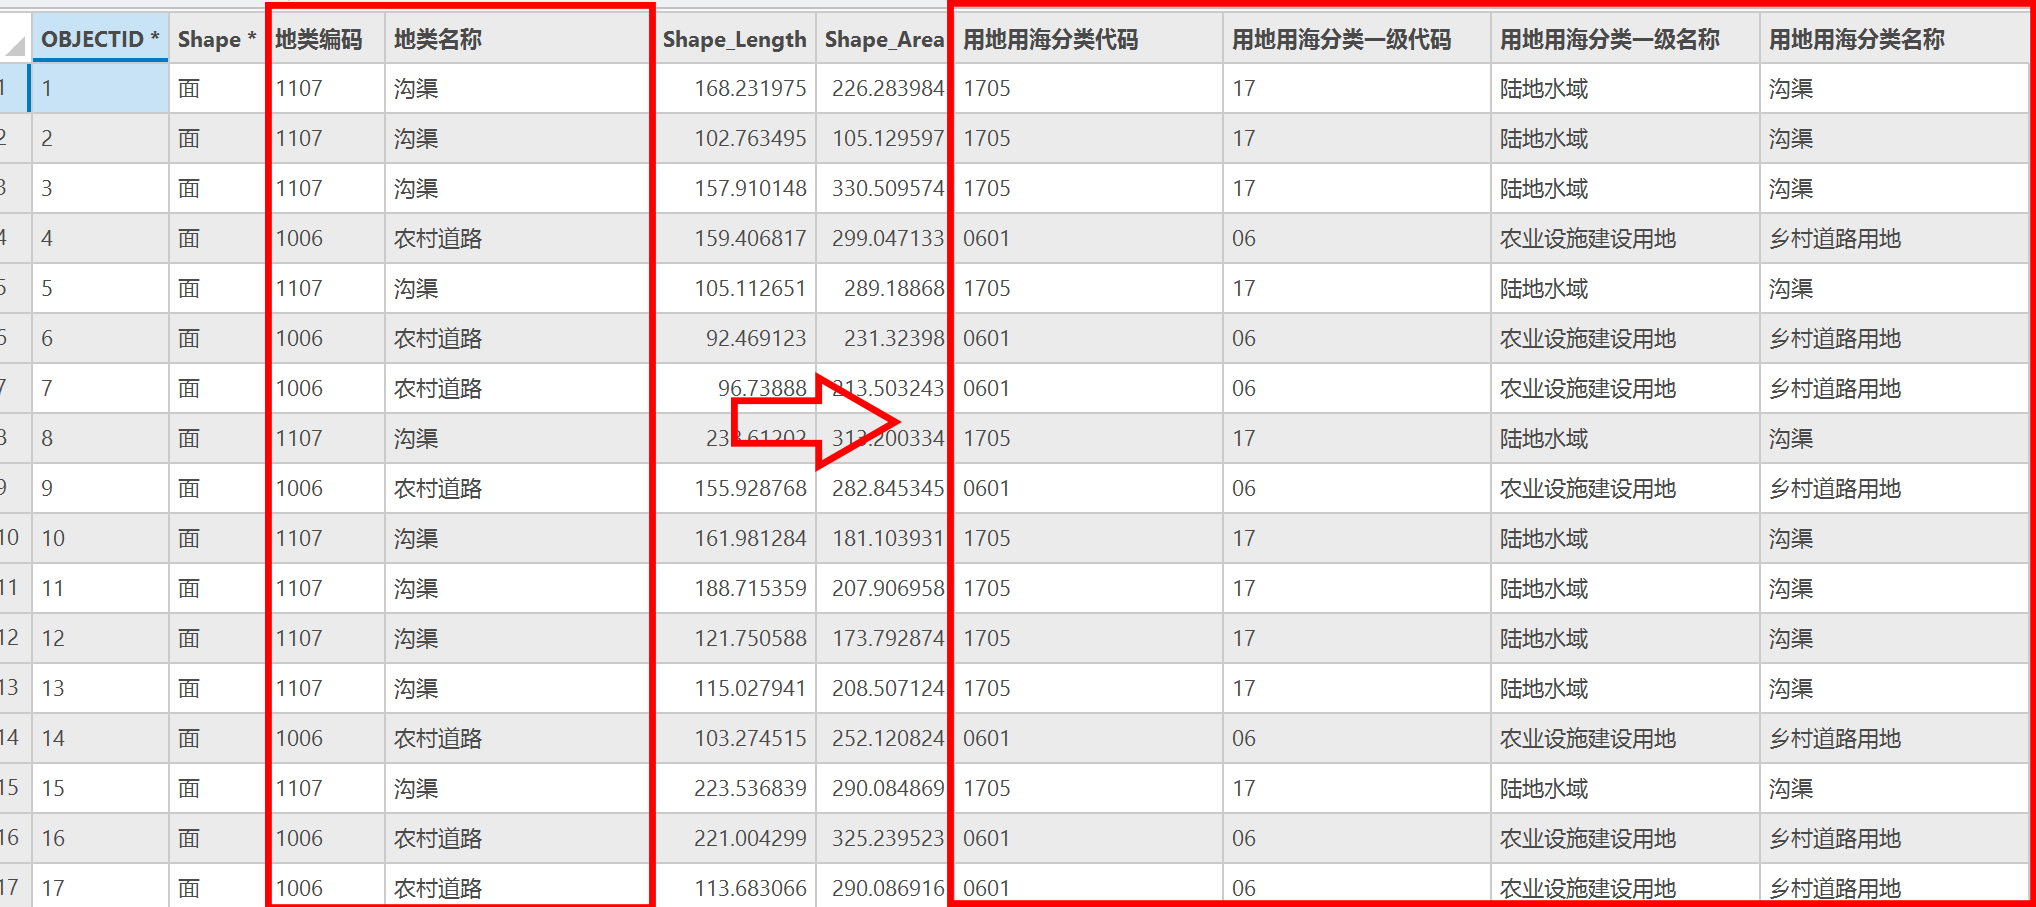 OBJECTID * Shape * 地类编码 地类名称 Shape_Length Shape_Area 用地用海分类代码 用地用海分类一级代码 用地用海分类一级名称 用地用海分类名称
1 1 面 1107 沟渠 168.231975 226.283984 1705 17 陆地水域 沟渠
2 2 面 1107 沟渠 102.763495 105.129597 1705 17 陆地水域 沟渠
3 3 面 1107 沟渠 157.910148 330.509574 1705 17 陆地水域 沟渠
4 4 面 1006 农村道路 159.406817 299.047133 0601 06 农业设施建设用地 乡村道路用地
5 5 面 1107 沟渠 105.112651 289.18868 1705 17 陆地水域 沟渠
6 6 面 1006 农村道路 92.469123 231.32398 0601 06 农业设施建设用地 乡村道路用地
7 7 面 1006 农村道路 96.73888 213.503243 0601 06 农业设施建设用地 乡村道路用地
8 8 面 1107 沟渠 313.200334 1705 17 陆地水域 沟渠
9 9 面 1006 农村道路 155.928768 282.845345 0601 06 农业设施建设用地 乡村道路用地
10 10 面 1107 沟渠 161.981284 181.103931 1705 17 陆地水域 沟渠
11 11 面 1107 沟渠 188.715359 207.906958 1705 17 陆地水域 沟渠
12 12 面 1107 沟渠 121.750588 173.792874 1705 17 陆地水域 沟渠
13 13 面 1107 沟渠 115.027941 208.507124 1705 17 陆地水域 沟渠
14 14 面 1006 农村道路 103.274515 252.120824 0601 06 农业设施建设用地 乡村道路用地
15 15 面 1107 沟渠 223.536839 290.084869 1705 17 陆地水域 沟渠
16 16 面 1006 农村道路 221.004299 325.239523 0601 06 农业设施建设用地 乡村道路用地
17 17 面 1006 农村道路 113.683066 290.086916 0601 06 农业设施建设用地 乡村道路用地